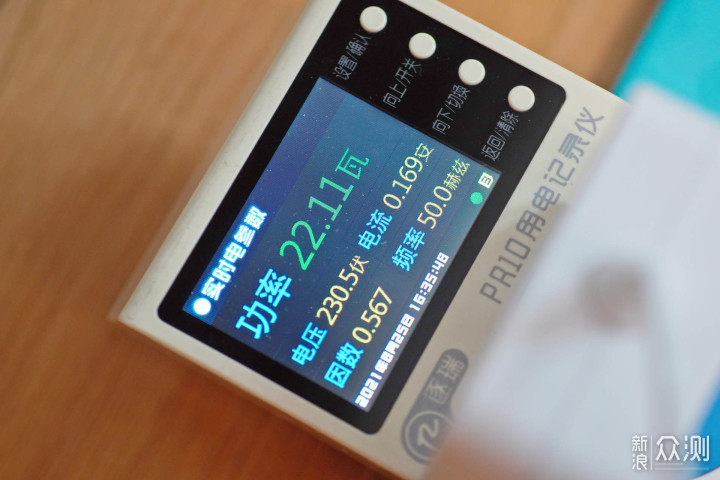 设置/确认
向上/开关
向下/切换
返回/清除
实时电参数
功率 22.11瓦
电压 230.5伏 电流 0.169安
因数 0.567 频率 50.0赫兹
2021年8月25日 16:35:48
PA10用电记录仪
逐瑞
新浪众测